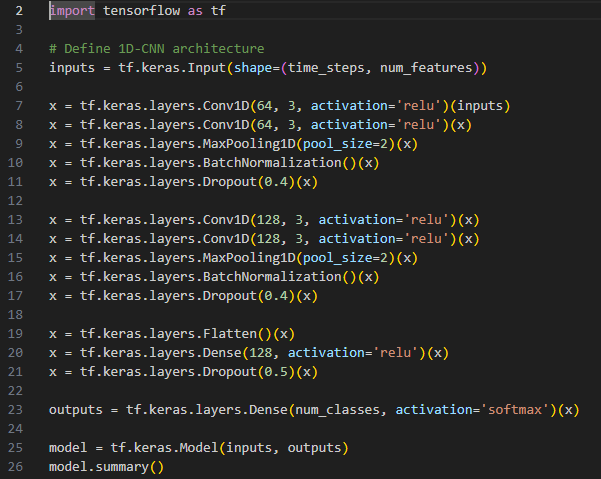 2 import tensorflow as tf
3
4 # Define 1D-CNN architecture
5 inputs = tf.keras.Input(shape=(time_steps, num_features))
6
7 x = tf.keras.layers.Conv1D(64, 3, activation='relu')(inputs)
8 x = tf.keras.layers.Conv1D(64, 3, activation='relu')(x)
9 x = tf.keras.layers.MaxPooling1D(pool_size=2)(x)
10 x = tf.keras.layers.BatchNormalization()(x)
11 x = tf.keras.layers.Dropout(0.4)(x)
12
13 x = tf.keras.layers.Conv1D(128, 3, activation='relu')(x)
14 x = tf.keras.layers.Conv1D(128, 3, activation='relu')(x)
15 x = tf.keras.layers.MaxPooling1D(pool_size=2)(x)
16 x = tf.keras.layers.BatchNormalization()(x)
17 x = tf.keras.layers.Dropout(0.4)(x)
18
19 x = tf.keras.layers.Flatten()(x)
20 x = tf.keras.layers.Dense(128, activation='relu')(x)
21 x = tf.keras.layers.Dropout(0.5)(x)
22
23 outputs = tf.keras.layers.Dense(num_classes, activation='softmax')(x)
24
25 model = tf.keras.Model(inputs, outputs)
26 model.summary()